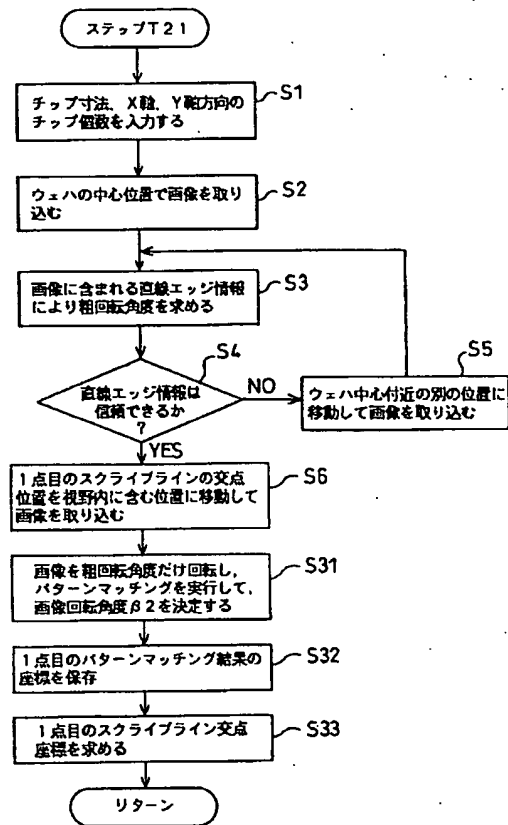 ステップT21
チップ寸法、X軸、Y軸方向の
チップ個数を入力する
S1
ウェハの中心位置で画像を取り
込む
S2
画像に含まれる直線エッジ情報
により粗回転角度を求める
S3
直線エッジ情報は
信頼できるか
?
S4
NO
YES
ウェハ中心付近の別の位置に
移動して画像を取り込む
S5
1点目のスクライブラインの交点
位置を視野内に含む位置に移動して
画像を取り込む
S6
画像を粗回転角度だけ回転し、
パターンマッチングを実行して、
画像回転角度β2を決定する
S31
1点目のパターンマッチング結果の
座標を保存
S32
1点目のスクライブライン交点
座標を求める
S33
リターン